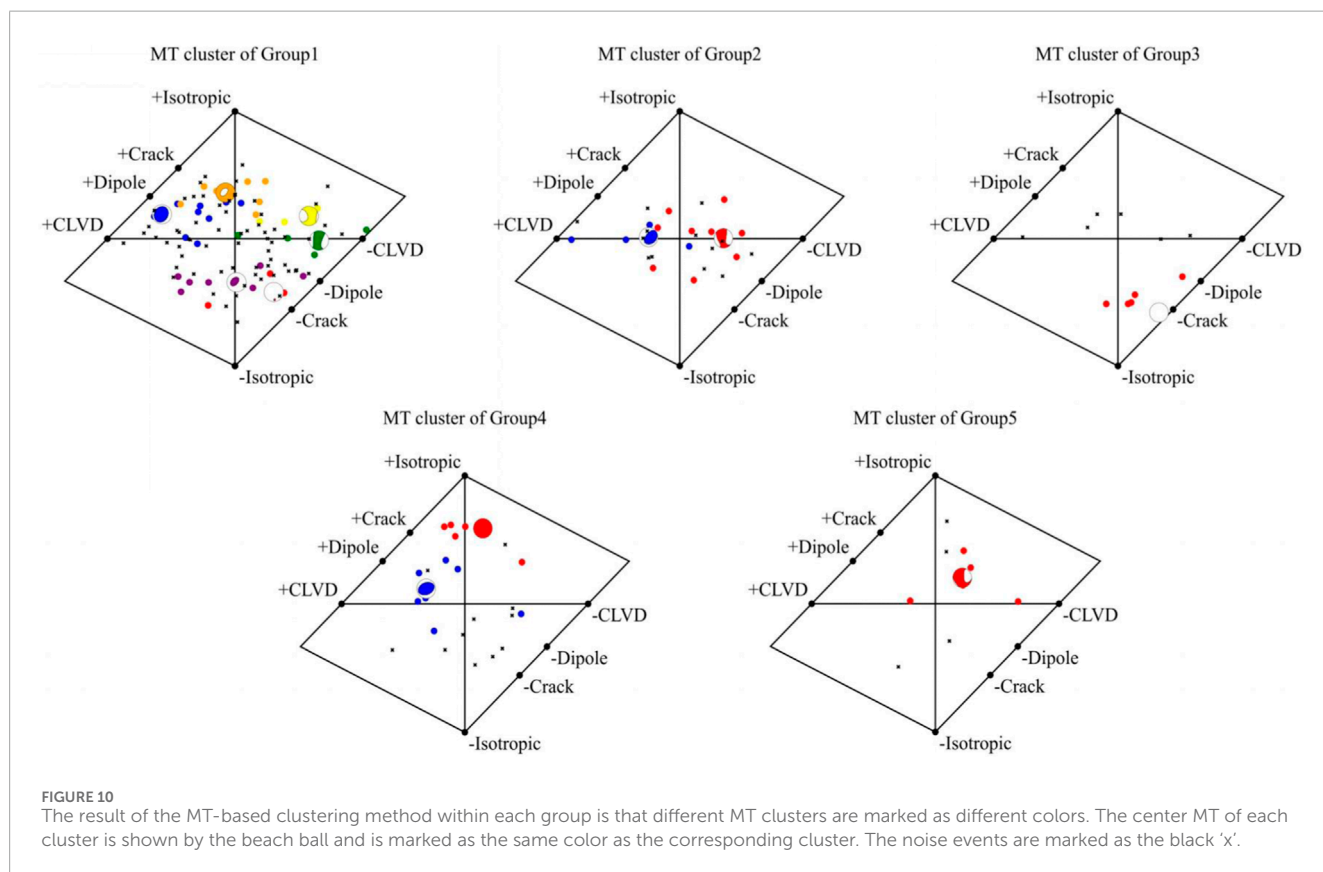 MT cluster of Group1
+Isotropic
+Crack
+Dipole
+CLVD
-CLVD
-Dipole
-Crack
-Isotropic
MT cluster of Group2
+Isotropic
+Crack
+Dipole
+CLVD
-CLVD
-Dipole
-Crack
-Isotropic
MT cluster of Group3
+Isotropic
+Crack
+Dipole
+CLVD
-CLVD
-Dipole
-Crack
-Isotropic
MT cluster of Group4
+Isotropic
+Crack
+Dipole
+CLVD
-CLVD
-Dipole
-Crack
-Isotropic
MT cluster of Group5
+Isotropic
+Crack
+Dipole
+CLVD
-CLVD
-Dipole
-Crack
-Isotropic
FIGURE 10
The result of the MT-based clustering method within each group is that different MT clusters are marked as different colors. The center MT of each
cluster is shown by the beach ball and is marked as the same color as the corresponding cluster. The noise events are marked as the black ‘x’.